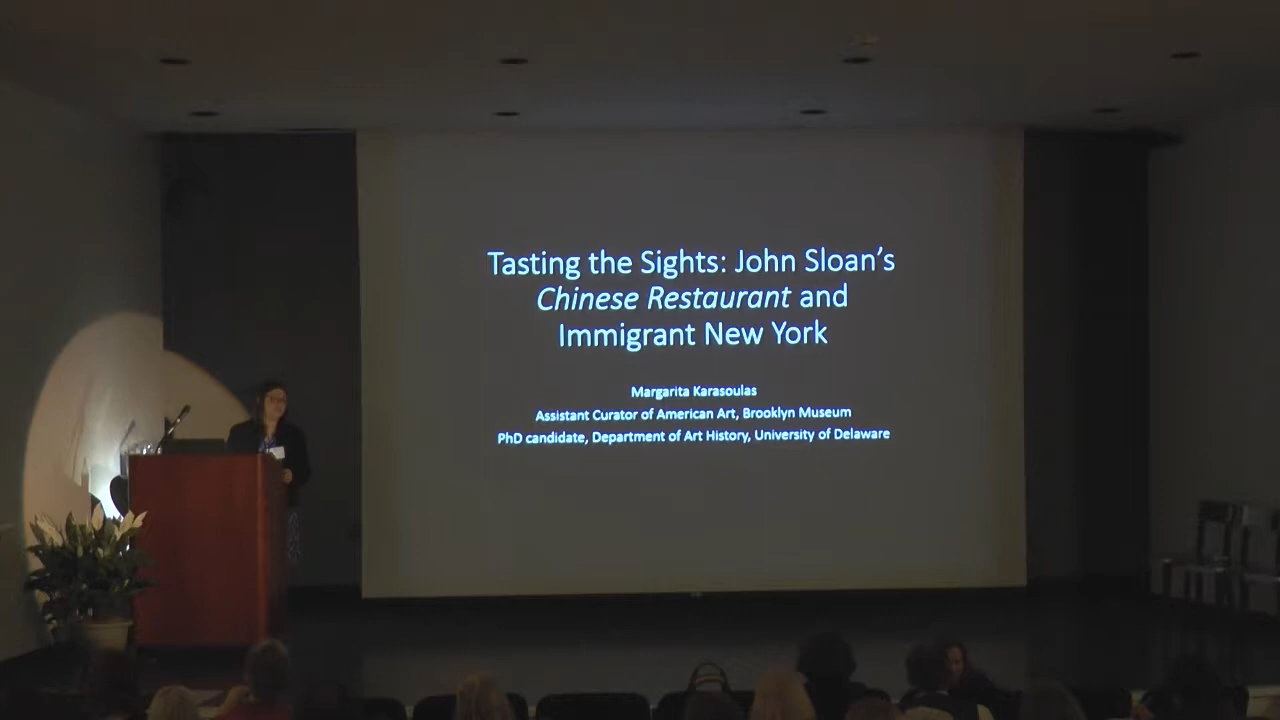 Tasting the Sights: John Sloan’s
Chinese Restaurant and
Immigrant New York
Margarita Karasoulas
Assistant Curator of American Art, Brooklyn Museum
PhD candidate, Department of Art History, University of Delaware